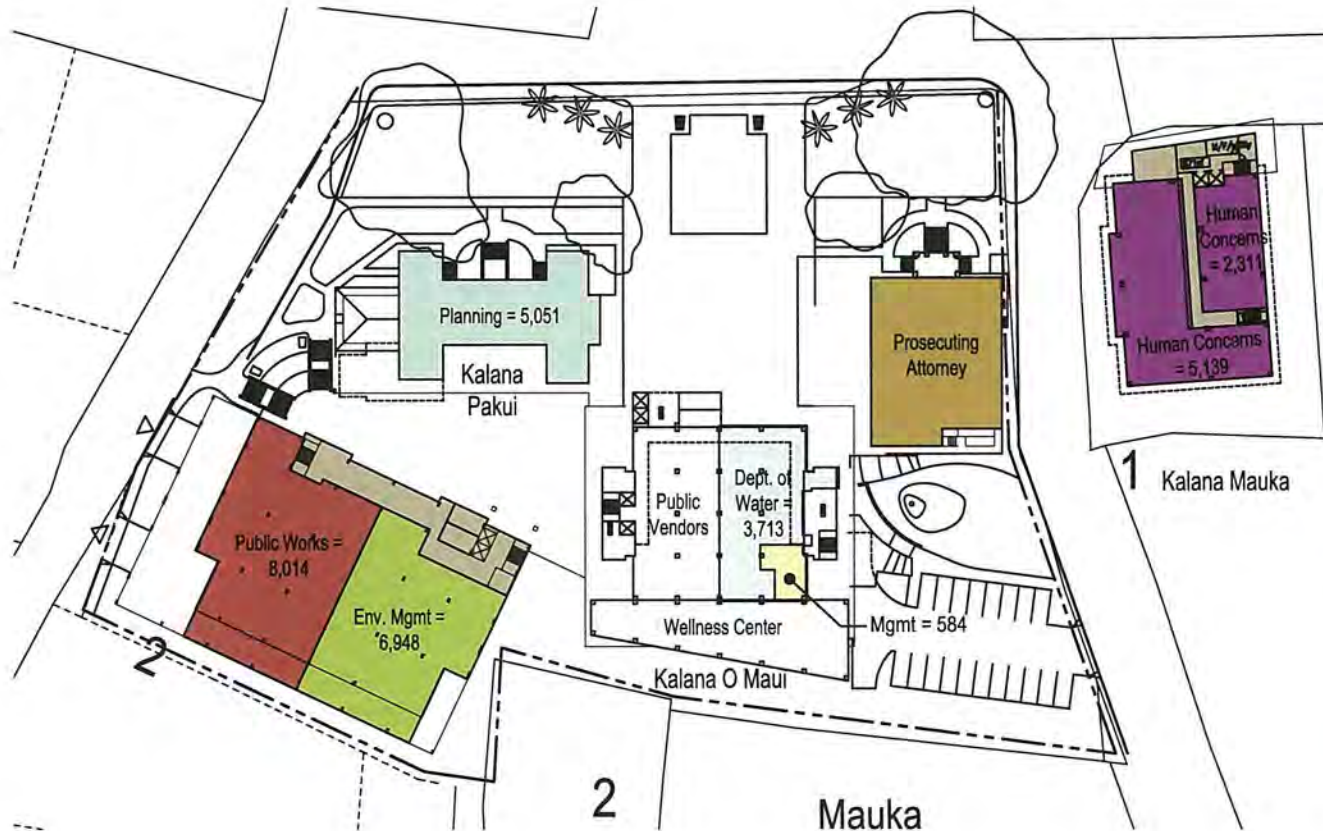 Human
Concerns
= 2,311
Planning = 5,051
Prosecuting
Attorney
Human Concerns
= 5,139
Kalana
Pakui
1
Kalana Mauka
Public
Vendors
Dept. of
Water =
3,713
Public Works =
8,014
Env. Mgmt =
6,948
Wellness Center
Mgmt = 584
2
Kalana O Maui
2
Mauka